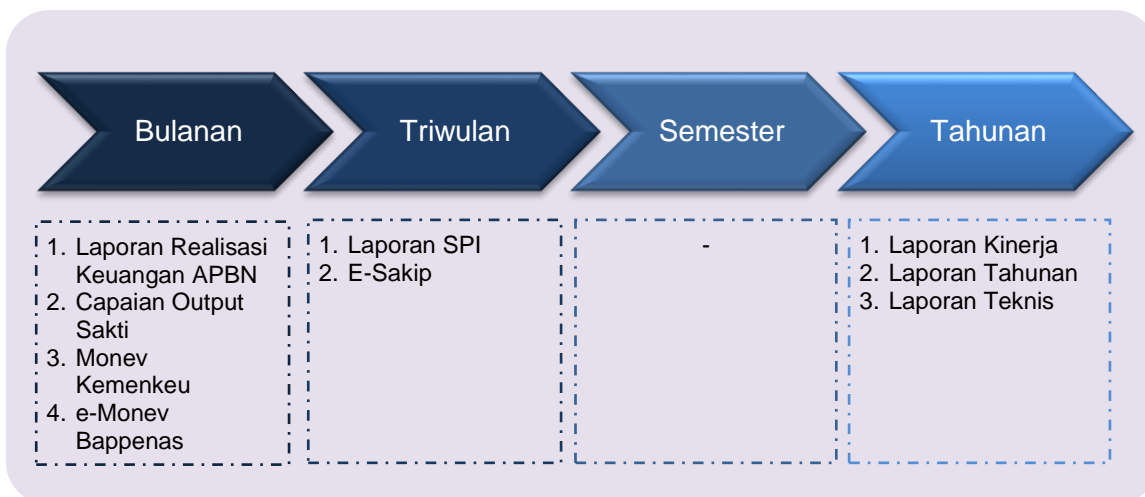 Bulanan
Triwulan
Semester
Tahunan
1. Laporan Realisasi
Keuangan APBN
2. Capaian Output
Sakti
3. Monev
Kemenkeu
4. e-Monev
Bappenas
1. Laporan SPI
2. E-Sakip
-
1. Laporan Kinerja
2. Laporan Tahunan
3. Laporan Teknis